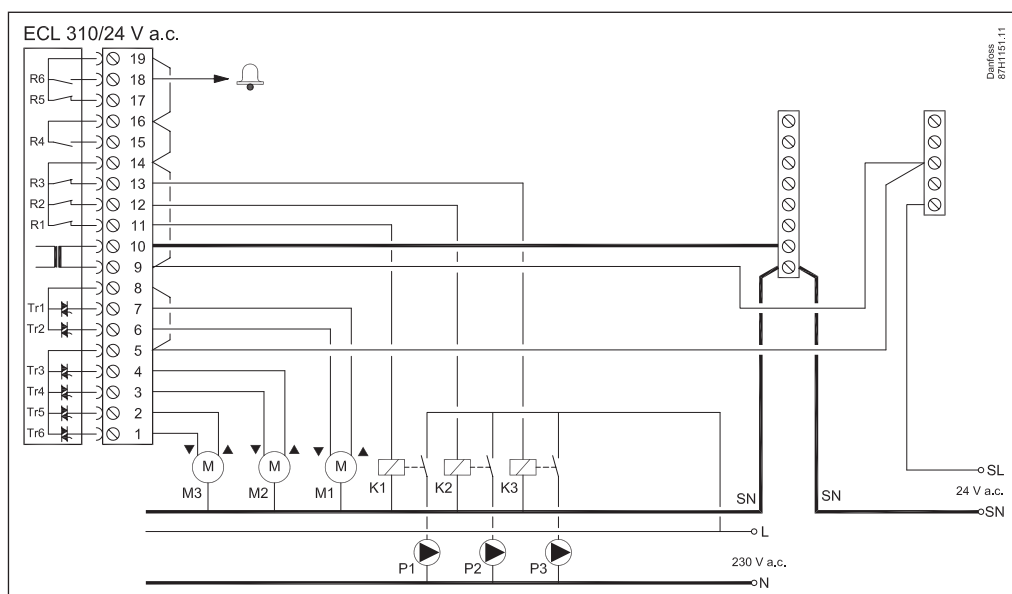 ECL 310/24 V a.c.
Danfoss
87H1151.11
19
R6 18
R5 17
16
R4 15
14
R3 13
R2 12
R1 11
10
9
8
Tr1 7
Tr2 6
5
Tr3 4
Tr4 3
Tr5 2
Tr6 1
M M M
M3 M2 M1 K1 K2 K3
SN SN
SL
24 V a.c.
SN
L
P1 P2 P3
230 V a.c.
N